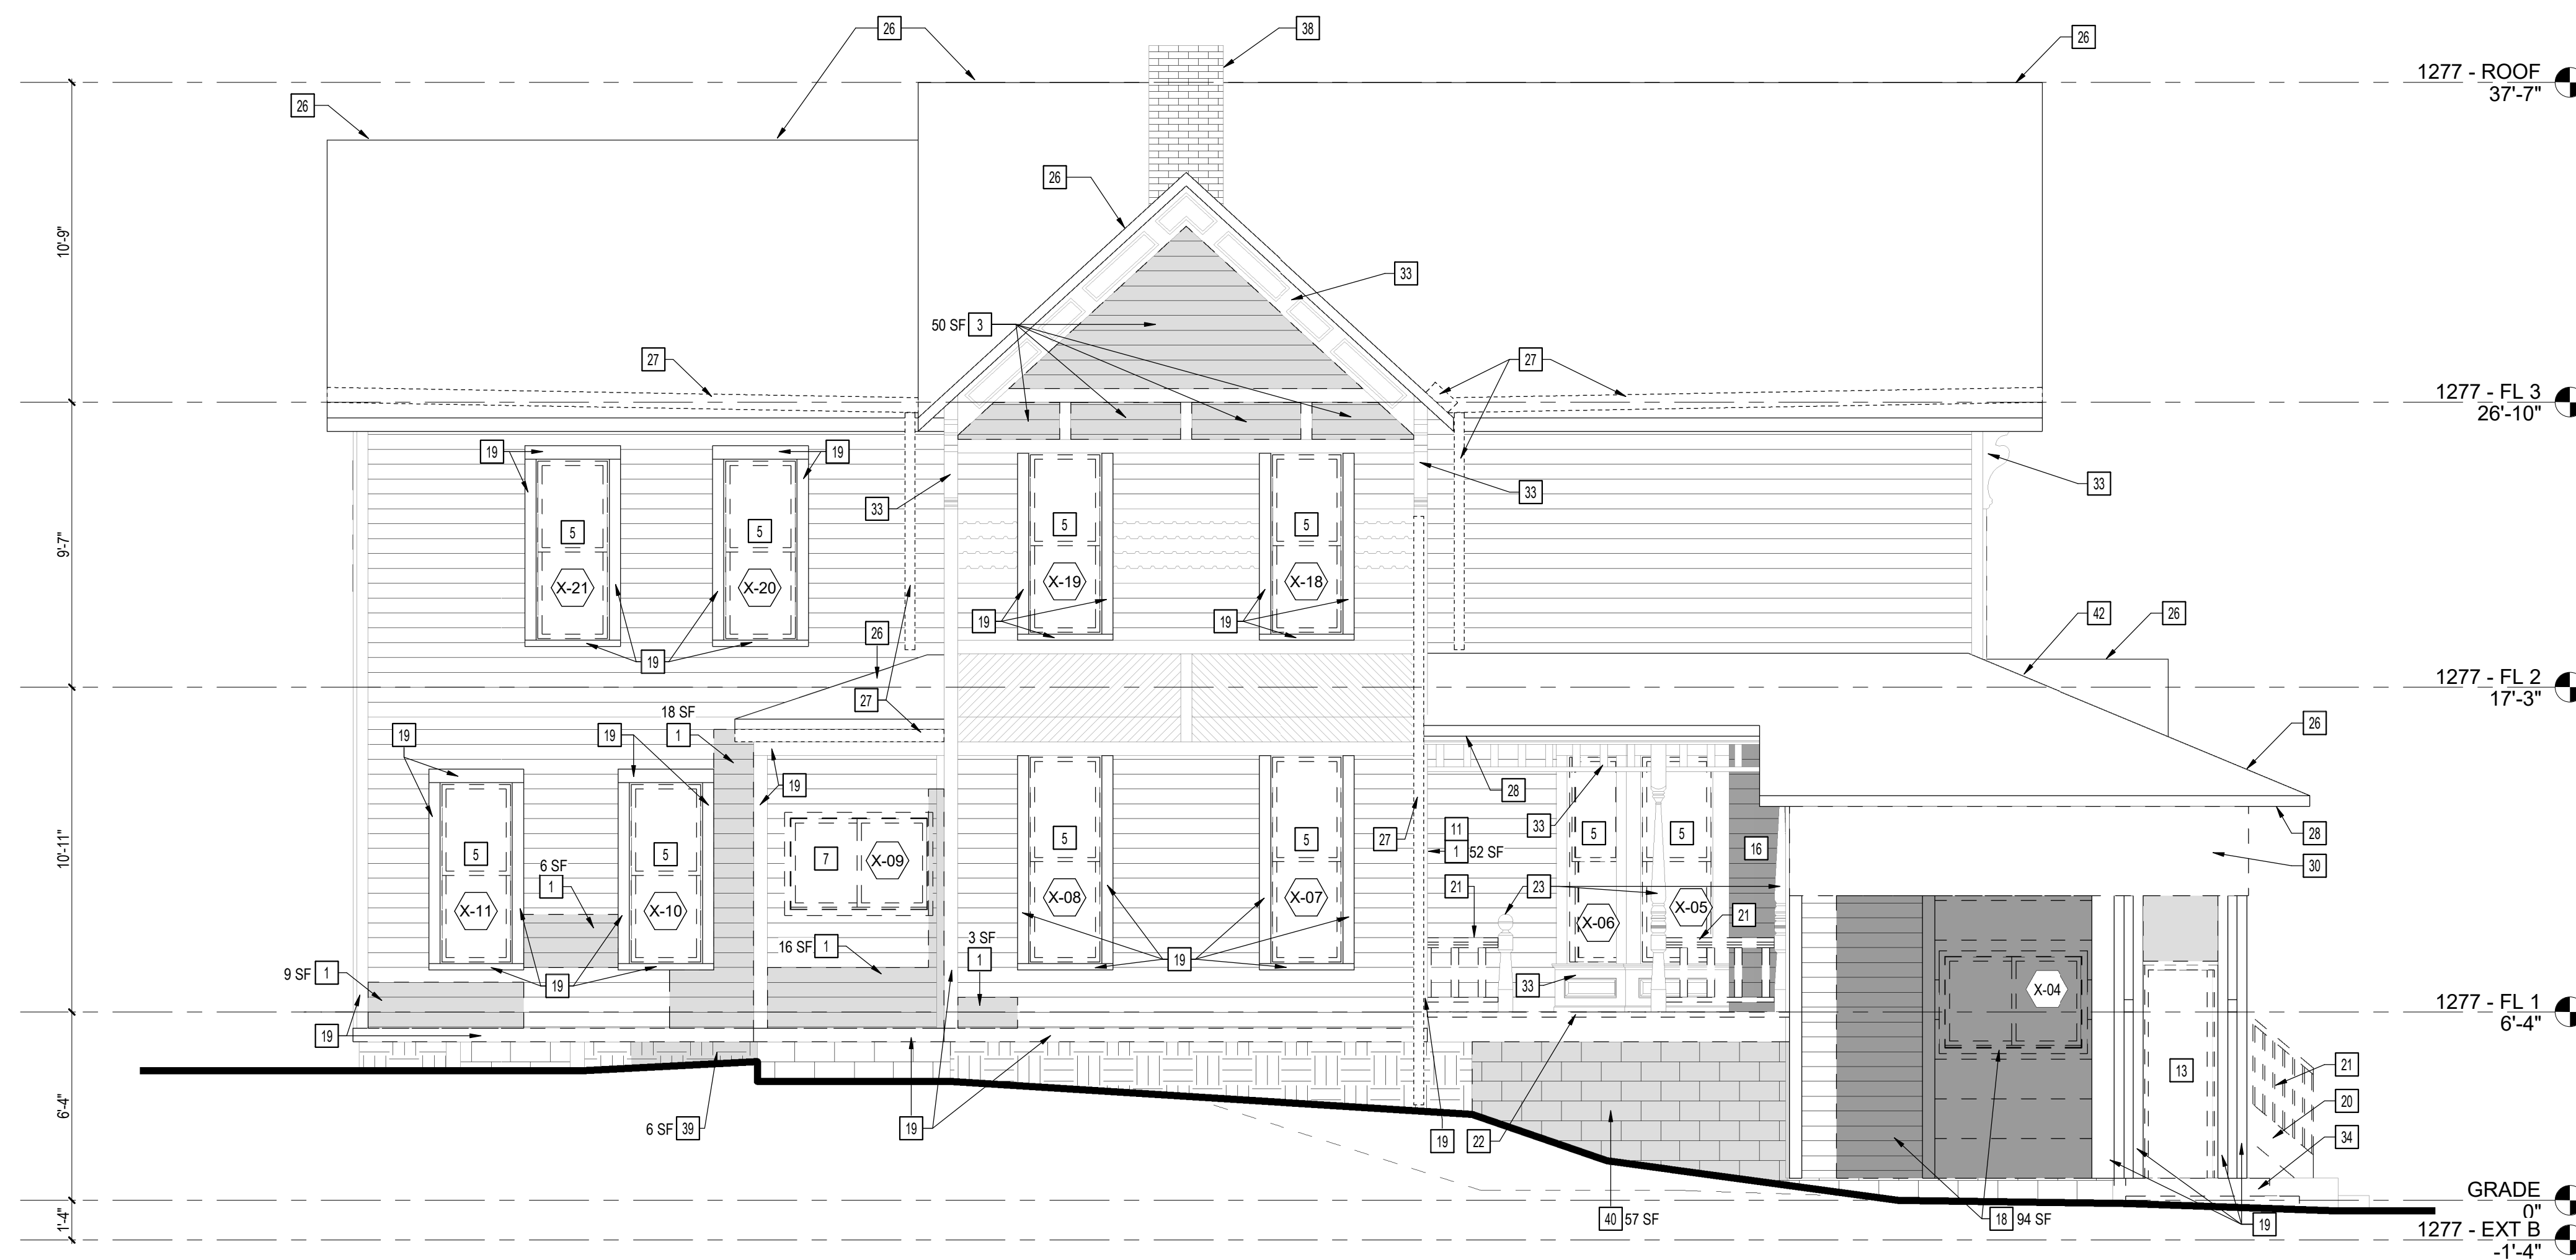 26
38
26
1277 - ROOF
37'-7"
26
26
10'-9"
33
50 SF 3
27
27
1277 - FL 3
26'-10"
19
19
33
33
33
5
5
5
5
9'-7"
X-21
X-20
X-19
X-18
19
19
26
42
26
19
27
1277 - FL 2
17'-3"
18 SF
1
19
19
26
19
28
10'-11"
33
27
11
1 52 SF
5
5
16
28
5
5
5
5
7
X-09
30
6 SF
1
21
23
X-08
X-07
X-11
X-10
X-06
X-05
21
16 SF 1
3 SF
1
19
9 SF 1
19
33
X-04
1277 - FL 1
6'-4"
19
21
13
20
6'-4"
6 SF 39
19
19
22
34
GRADE
0"
1'-4"
40 57 SF
18 94 SF
19
1277 - EXT B
-1'-4"